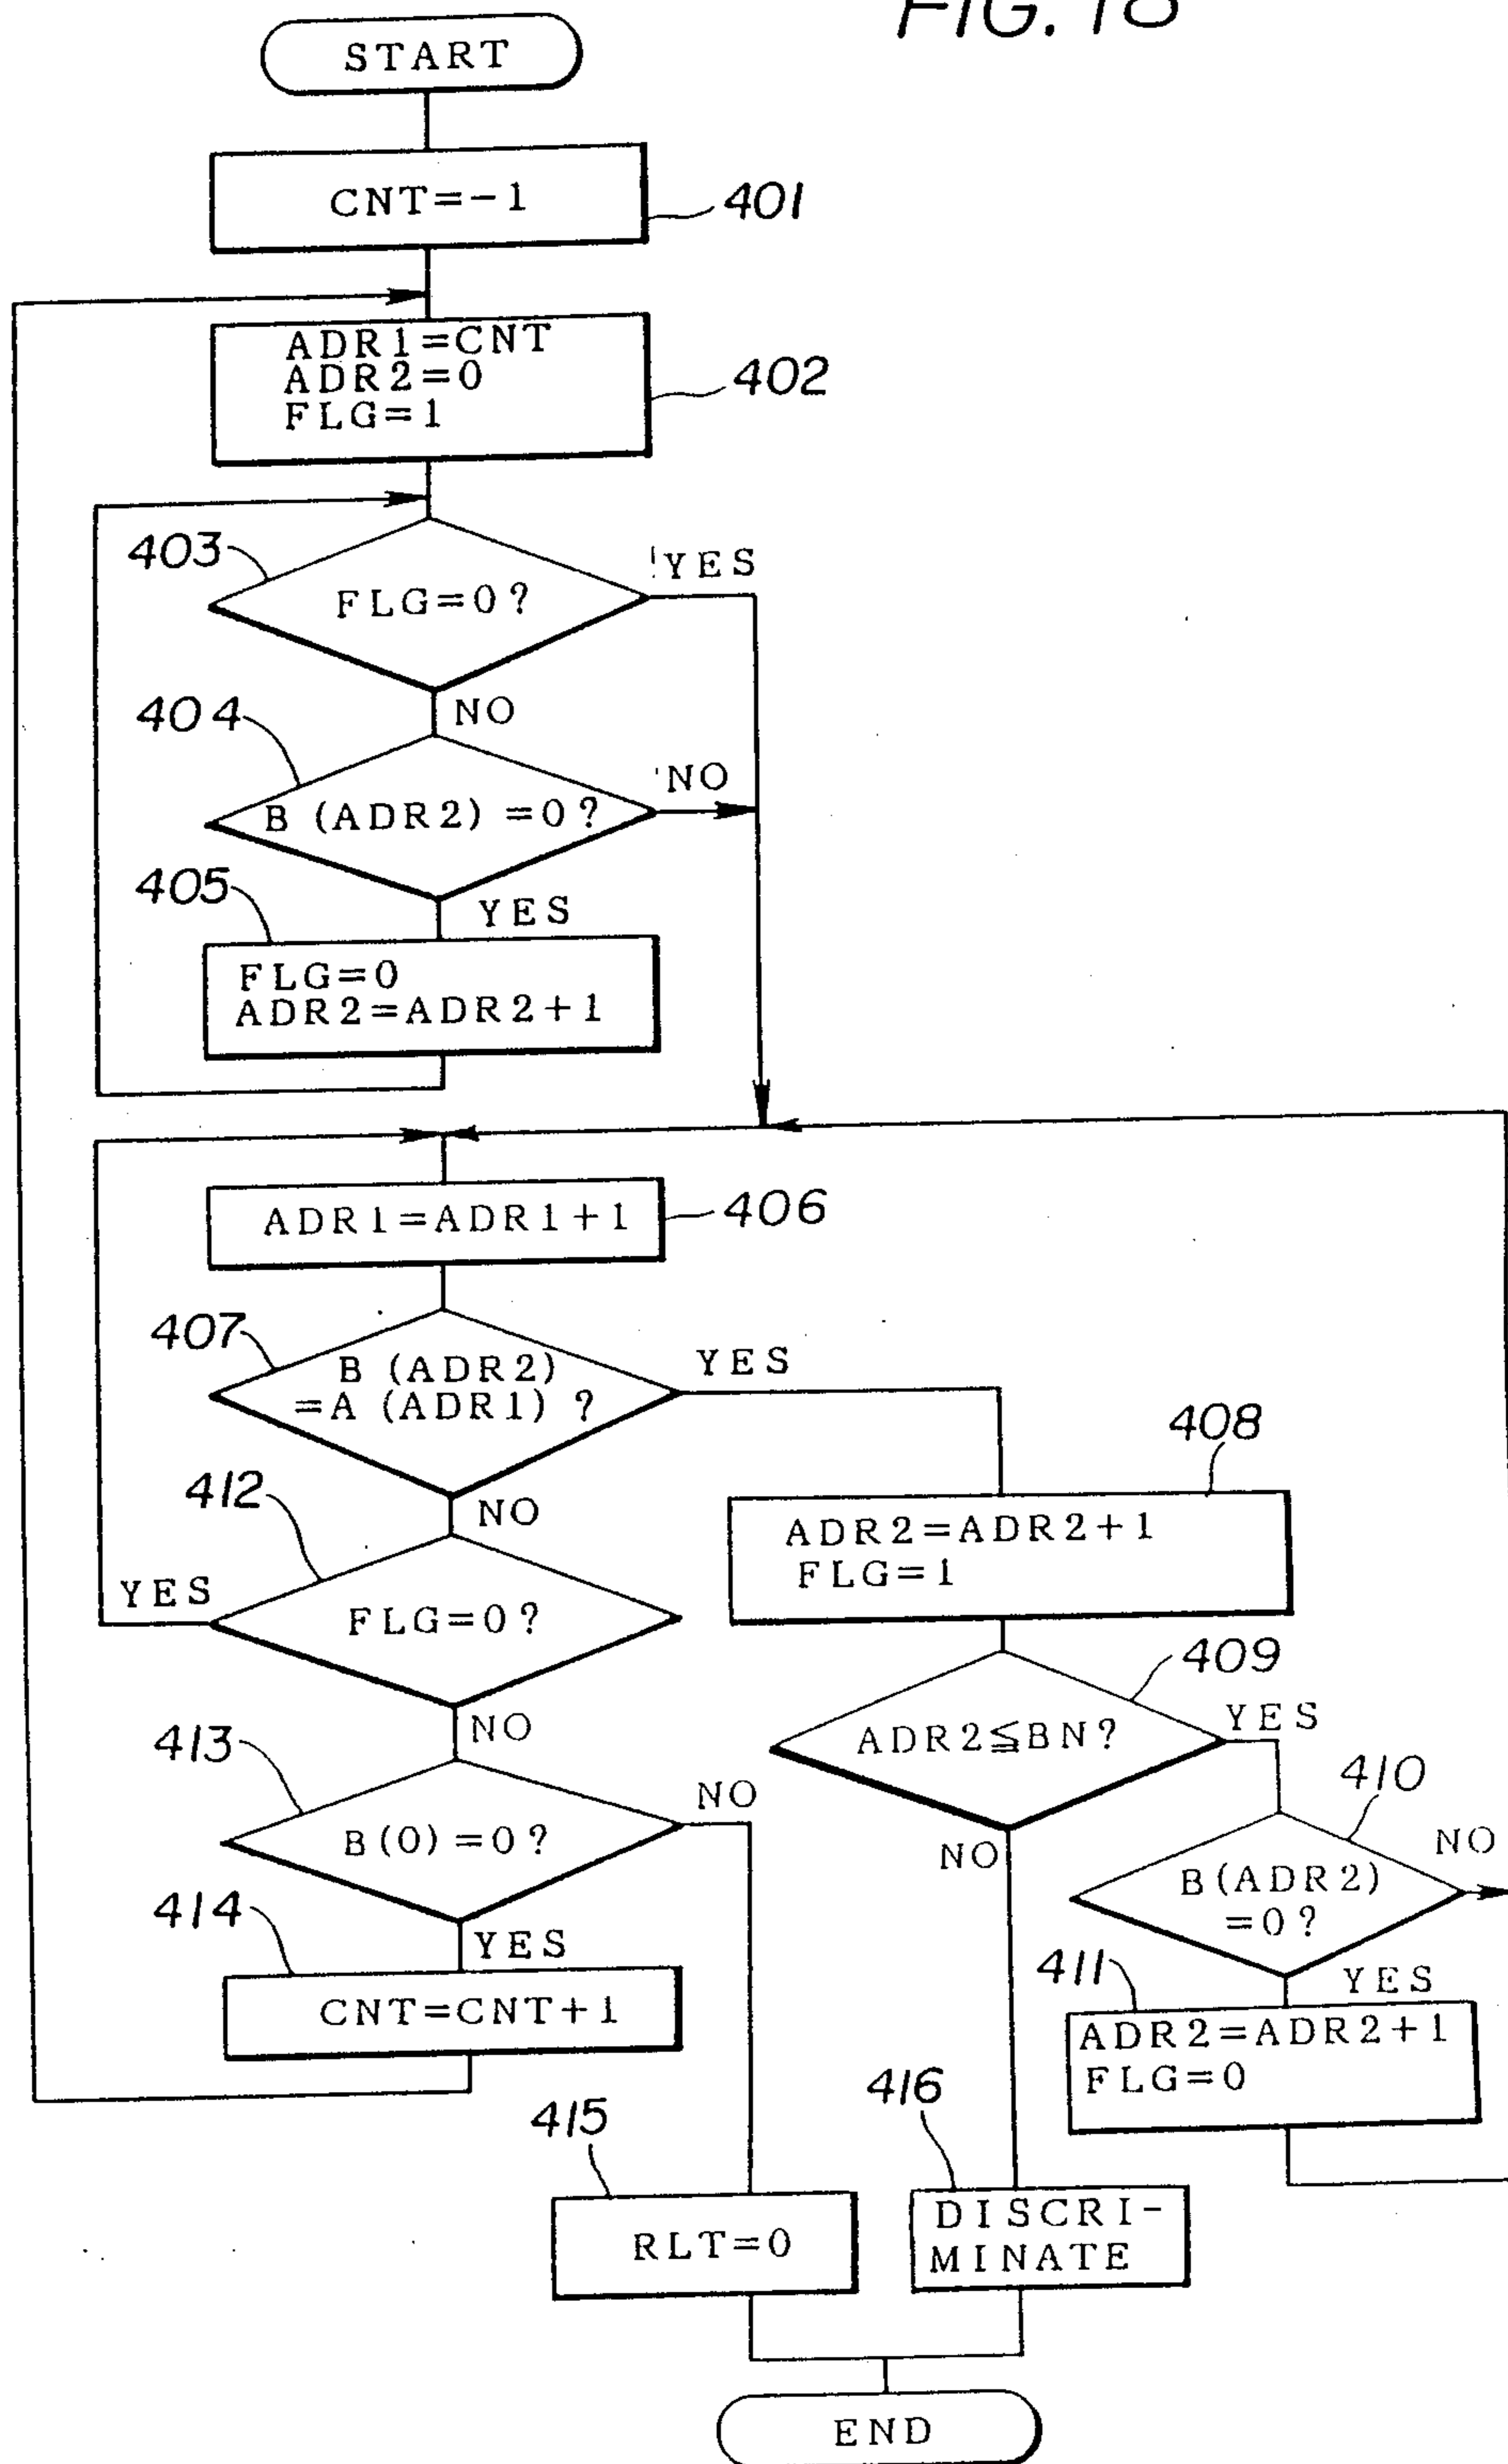 FIG. 18
START
CNT=-1
401
ADR1=CNT
ADR2=0
FLG=1
402
403
FLG=0?
YES
NO
404
B (ADR2) =0?
NO
YES
405
FLG=0
ADR2=ADR2+1
ADR1=ADR1+1
406
407
B (ADR2)
=A (ADR1) ?
YES
NO
408
ADR2=ADR2+1
FLG=1
412
YES
FLG=0?
NO
409
ADR2≦BN?
YES
NO
413
B(0)=0?
NO
YES
410
B(ADR2)
=0?
NO
YES
414
CNT=CNT+1
411
ADR2=ADR2+1
FLG=0
415
RLT=0
416
DISCRI-
MINATE
END